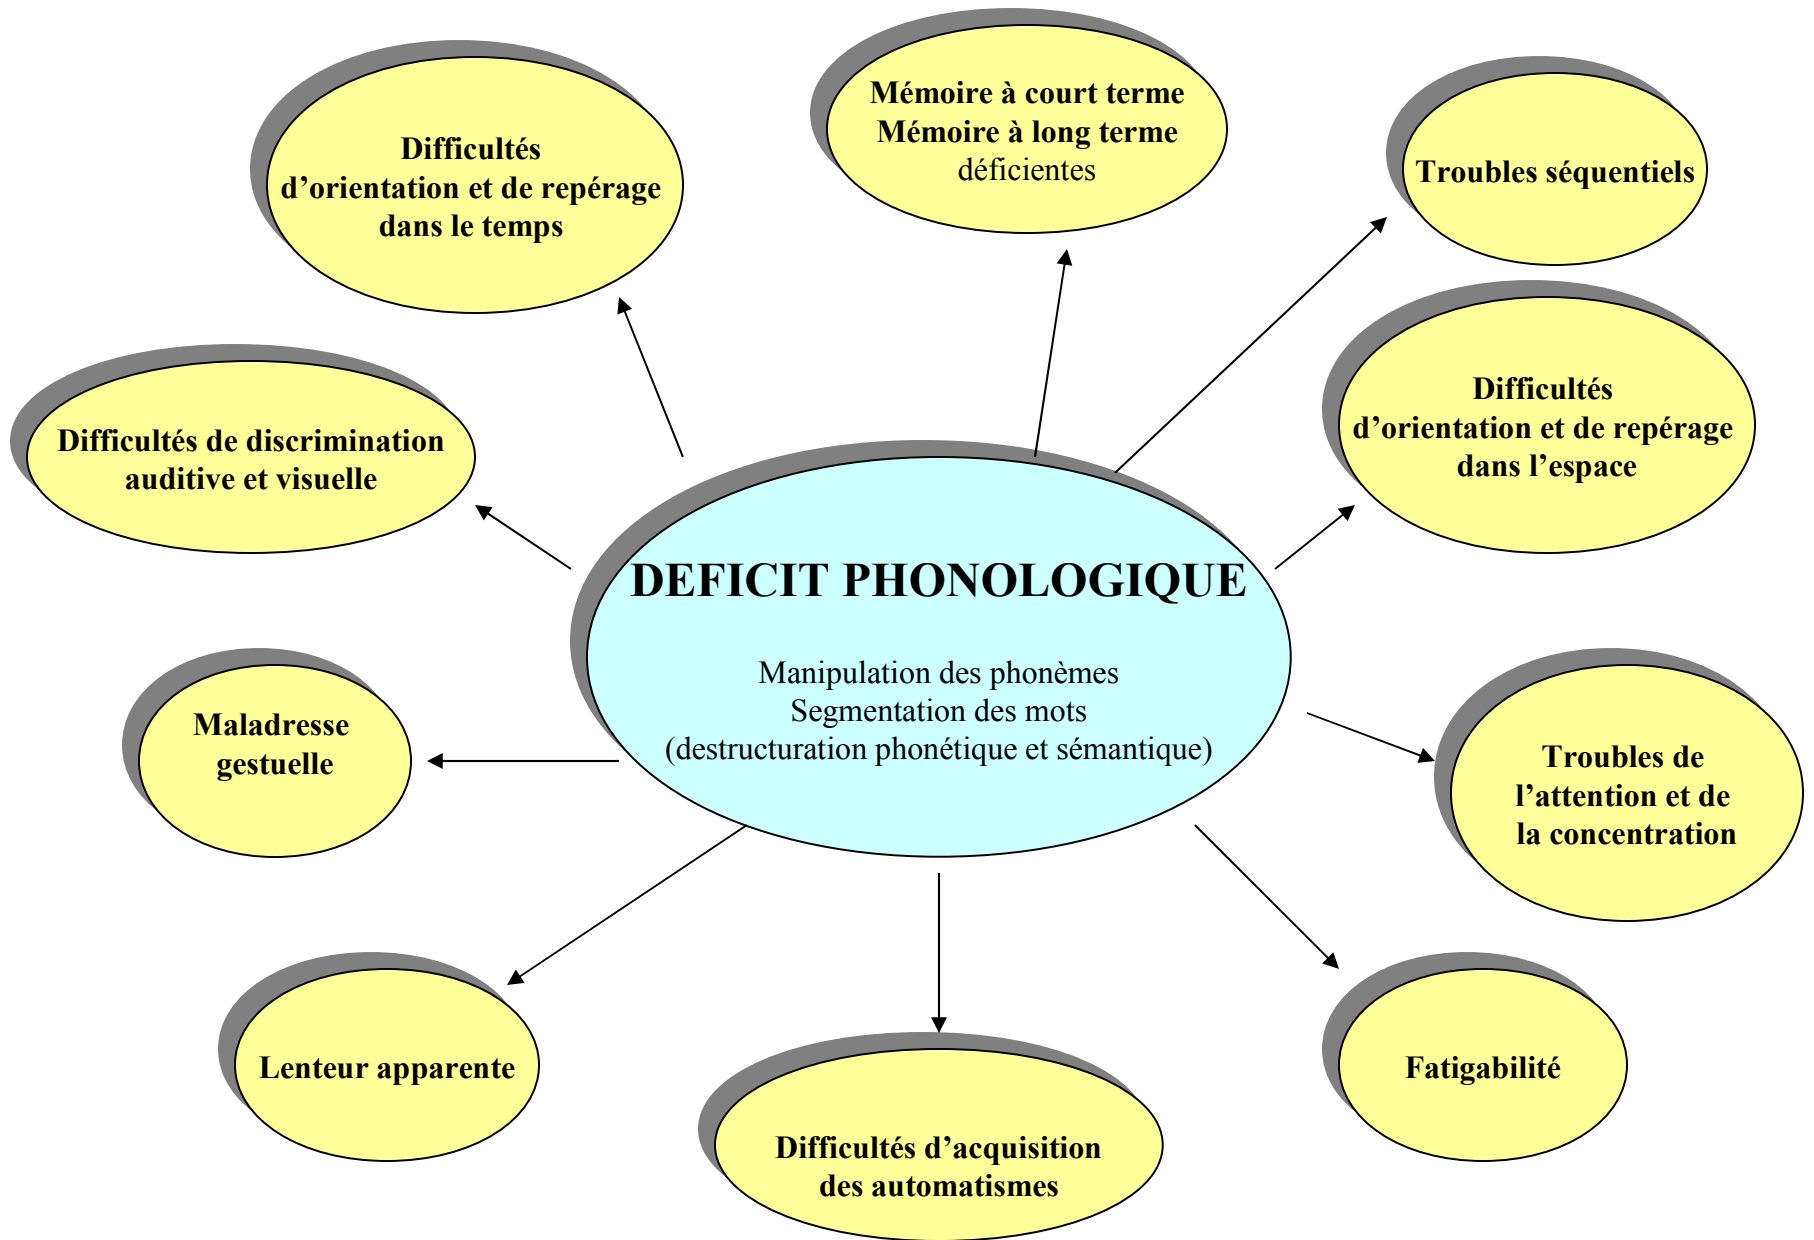 Mémoire à court terme
Mémoire à long terme
déficientes
Difficultés
d’orientation et de repérage
dans le temps
Troubles séquentiels
Difficultés
d’orientation et de repérage
dans l’espace
Difficultés de discrimination
auditive et visuelle
DEFICIT PHONOLOGIQUE
Manipulation des phonèmes
Segmentation des mots
(destructuration phonétique et sémantique)
Maladresse
gestuelle
Troubles de
l’attention et de
la concentration
Lenteur apparente
Fatigabilité
Difficultés d’acquisition
des automatismes